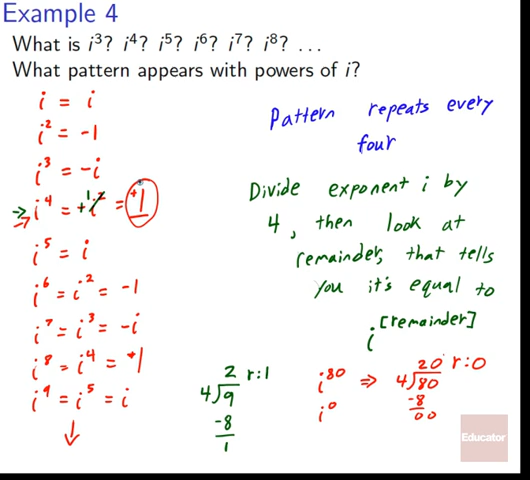 Example 4
What is i³? i⁴? i⁵? i⁶? i⁷? i⁸? ...
What pattern appears with powers of i?
i = i
i² = -1
i³ = -i
i⁴ = +1 = +1
i⁵ = i
i⁶ = i² = -1
i⁷ = i³ = -i
i⁸ = i⁴ = +1
i⁹ = i⁵ = i
Pattern repeats every
four
Divide exponent i by
4, then look at
remainder, that tells
you it's equal to
i[remainder]
2 r:1
4)9
-8
1
i⁸⁰ ⇒
i⁰
20 r:0
4)80
-8
00
Educator